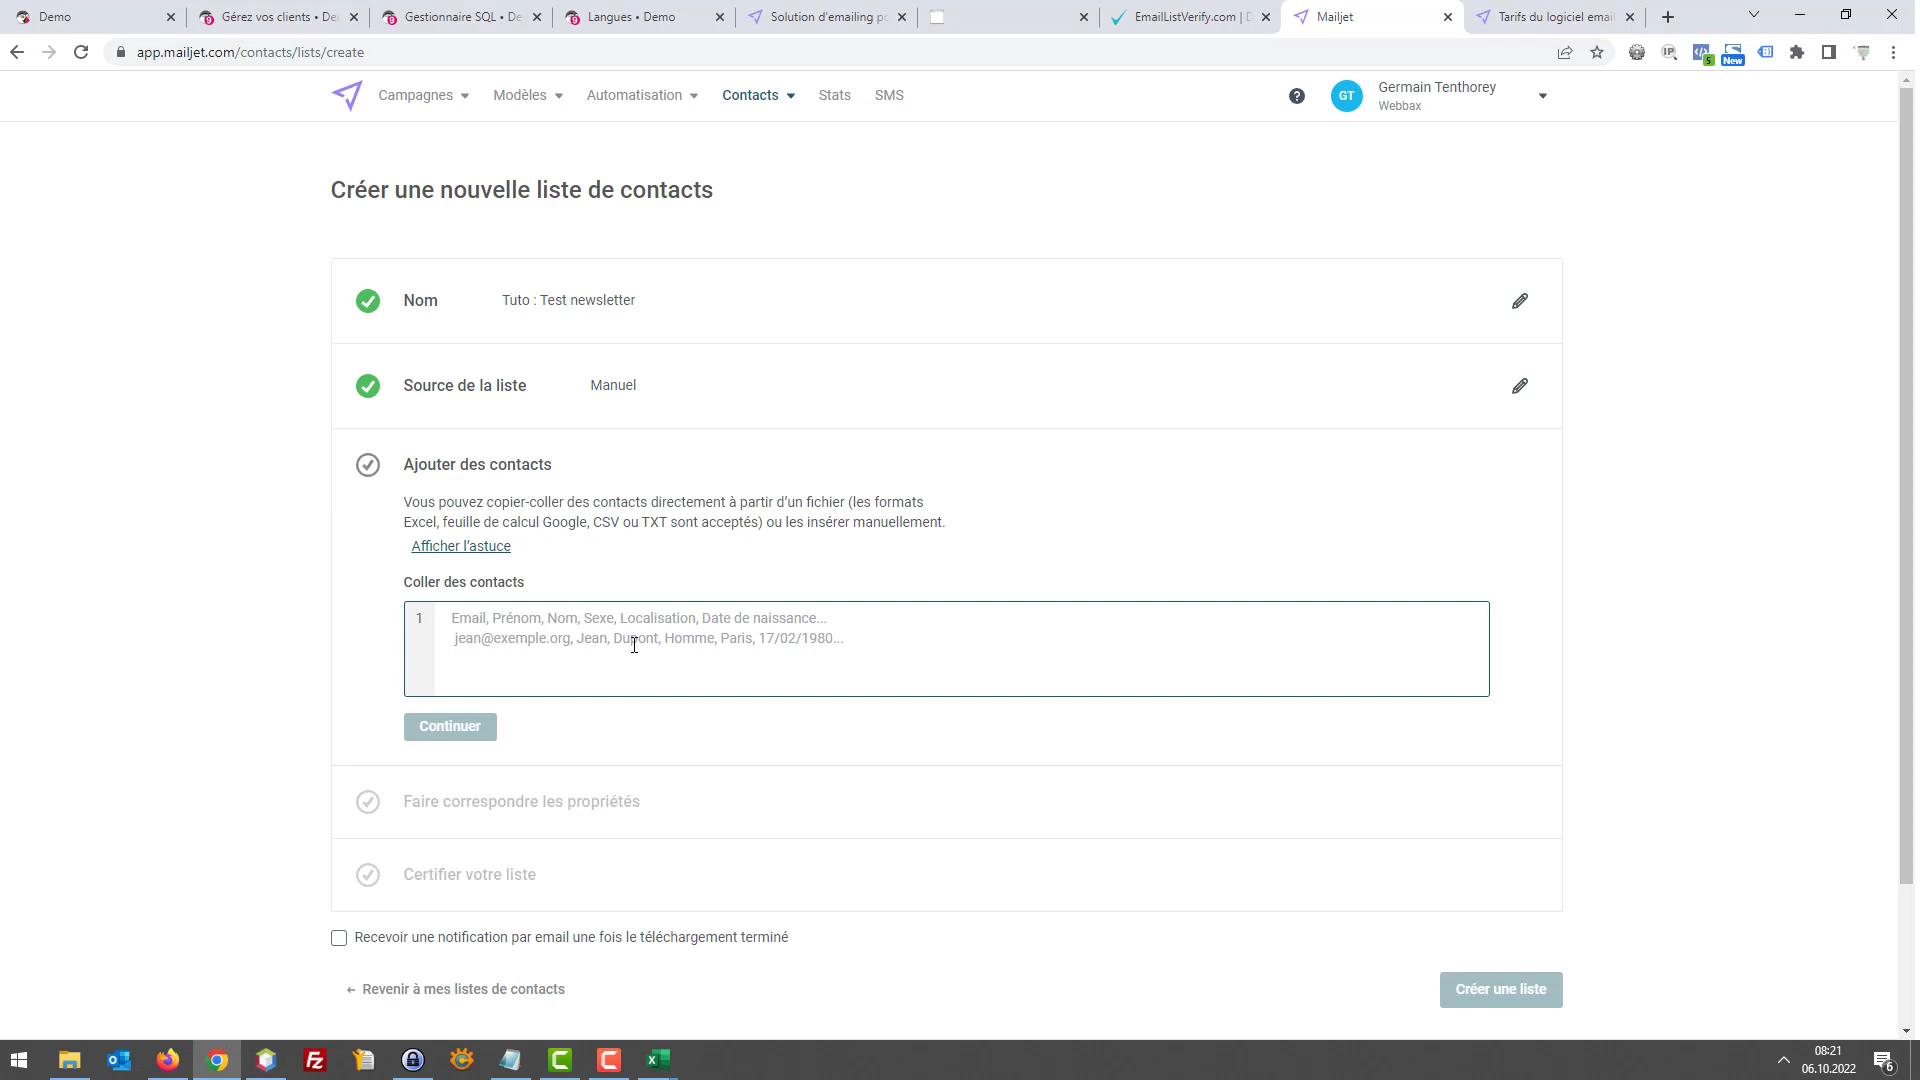 Demo
Gérez vos clients • De
Gestionnaire SQL • De
Langues • Demo
Solution d'emailing po
EmailListVerify.com | D
Mailjet
Tarifs du logiciel emai
app.mailjet.com/contacts/lists/create
IP
5
New
Campagnes
Modèles
Automatisation
Contacts
Stats
SMS
?
GT
Germain Tenthorey
Webbax
Créer une nouvelle liste de contacts
Nom
Tuto : Test newsletter
Source de la liste
Manuel
Ajouter des contacts
Vous pouvez copier-coller des contacts directement à partir d'un fichier (les formats
Excel, feuille de calcul Google, CSV ou TXT sont acceptés) ou les insérer manuellement.
Afficher l'astuce
Coller des contacts
1
Email, Prénom, Nom, Sexe, Localisation, Date de naissance...
jean@exemple.org, Jean, Dupont, Homme, Paris, 17/02/1980...
Continuer
Faire correspondre les propriétés
Certifier votre liste
Recevoir une notification par email une fois le téléchargement terminé
← Revenir à mes listes de contacts
Créer une liste
08:21
06.10.2022
6